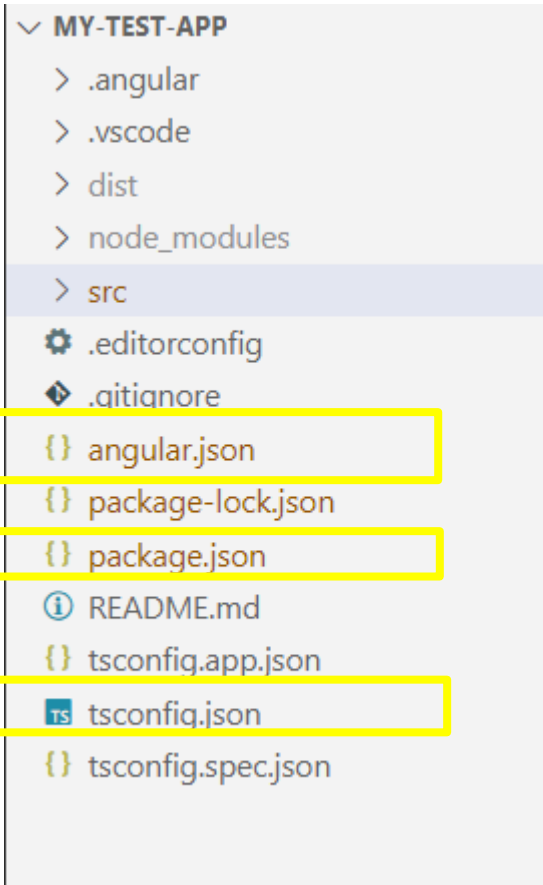 MY-TEST-APP
.angular
.vscode
dist
node_modules
src
.editorconfig
.gitignore
{} angular.json
{} package-lock.json
{} package.json
README.md
{} tsconfig.app.json
TS tsconfig.json
{} tsconfig.spec.json